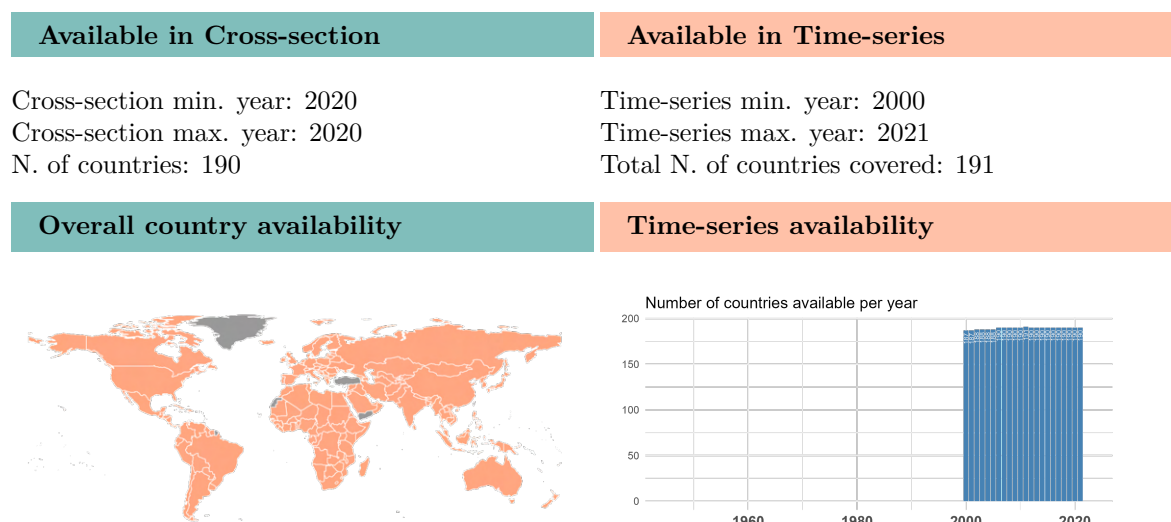 Available in Cross-section
Available in Time-series
Cross-section min. year: 2020
Cross-section max. year: 2020
N. of countries: 190
Time-series min. year: 2000
Time-series max. year: 2021
Total N. of countries covered: 191
Overall country availability
Time-series availability
Number of countries available per year
200
150
100
50
0
1960
1980
2000
2020